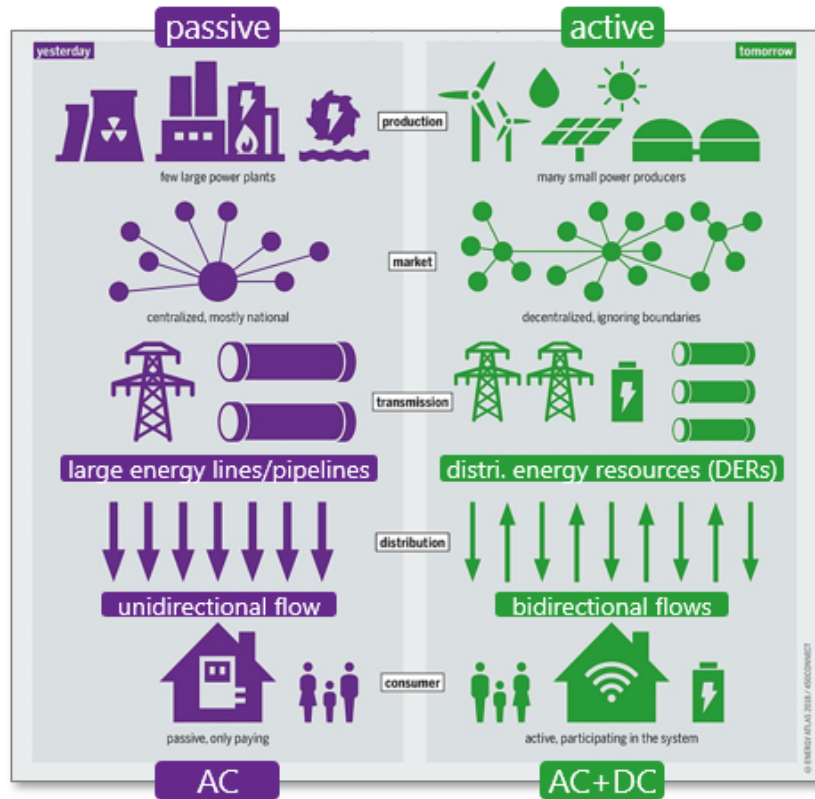 passive
active
yesterday
tomorrow
production
few large power plants
many small power producers
market
centralized, mostly national
decentralized, ignoring boundaries
transmission
large energy lines/pipelines
distri. energy resources (DERs)
distribution
unidirectional flow
bidirectional flows
consumer
passive, only paying
active, participating in the system
AC
AC+DC